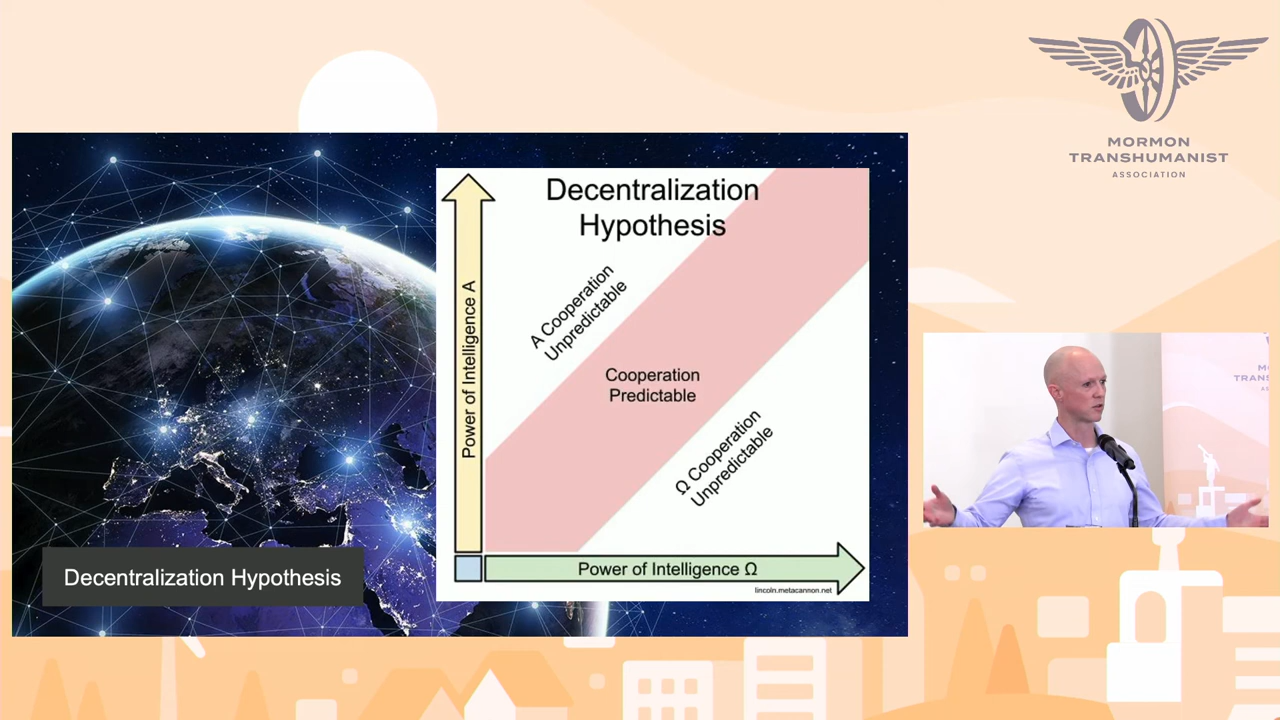 MORMON
TRANSHUMANIST
ASSOCIATION
Decentralization
Hypothesis
Power of Intelligence A
A Cooperation
Unpredictable
Cooperation
Predictable
Ω Cooperation
Unpredictable
Power of Intelligence Ω
lincoln.metacannon.net
Decentralization Hypothesis